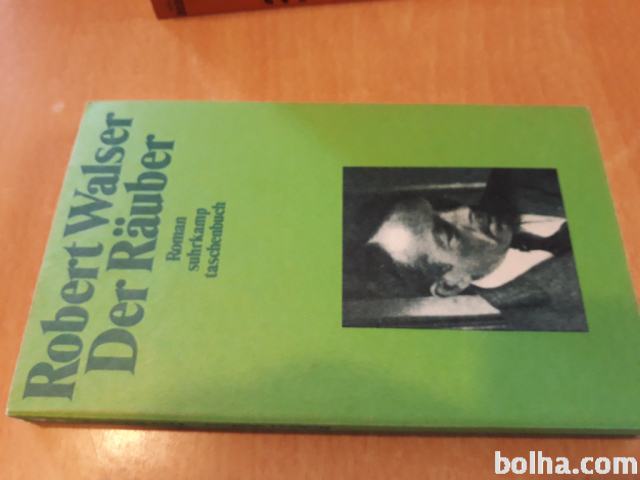 Robert Walser
Der Räuber
Roman
suhrkamp
taschenbuch
bolha.com